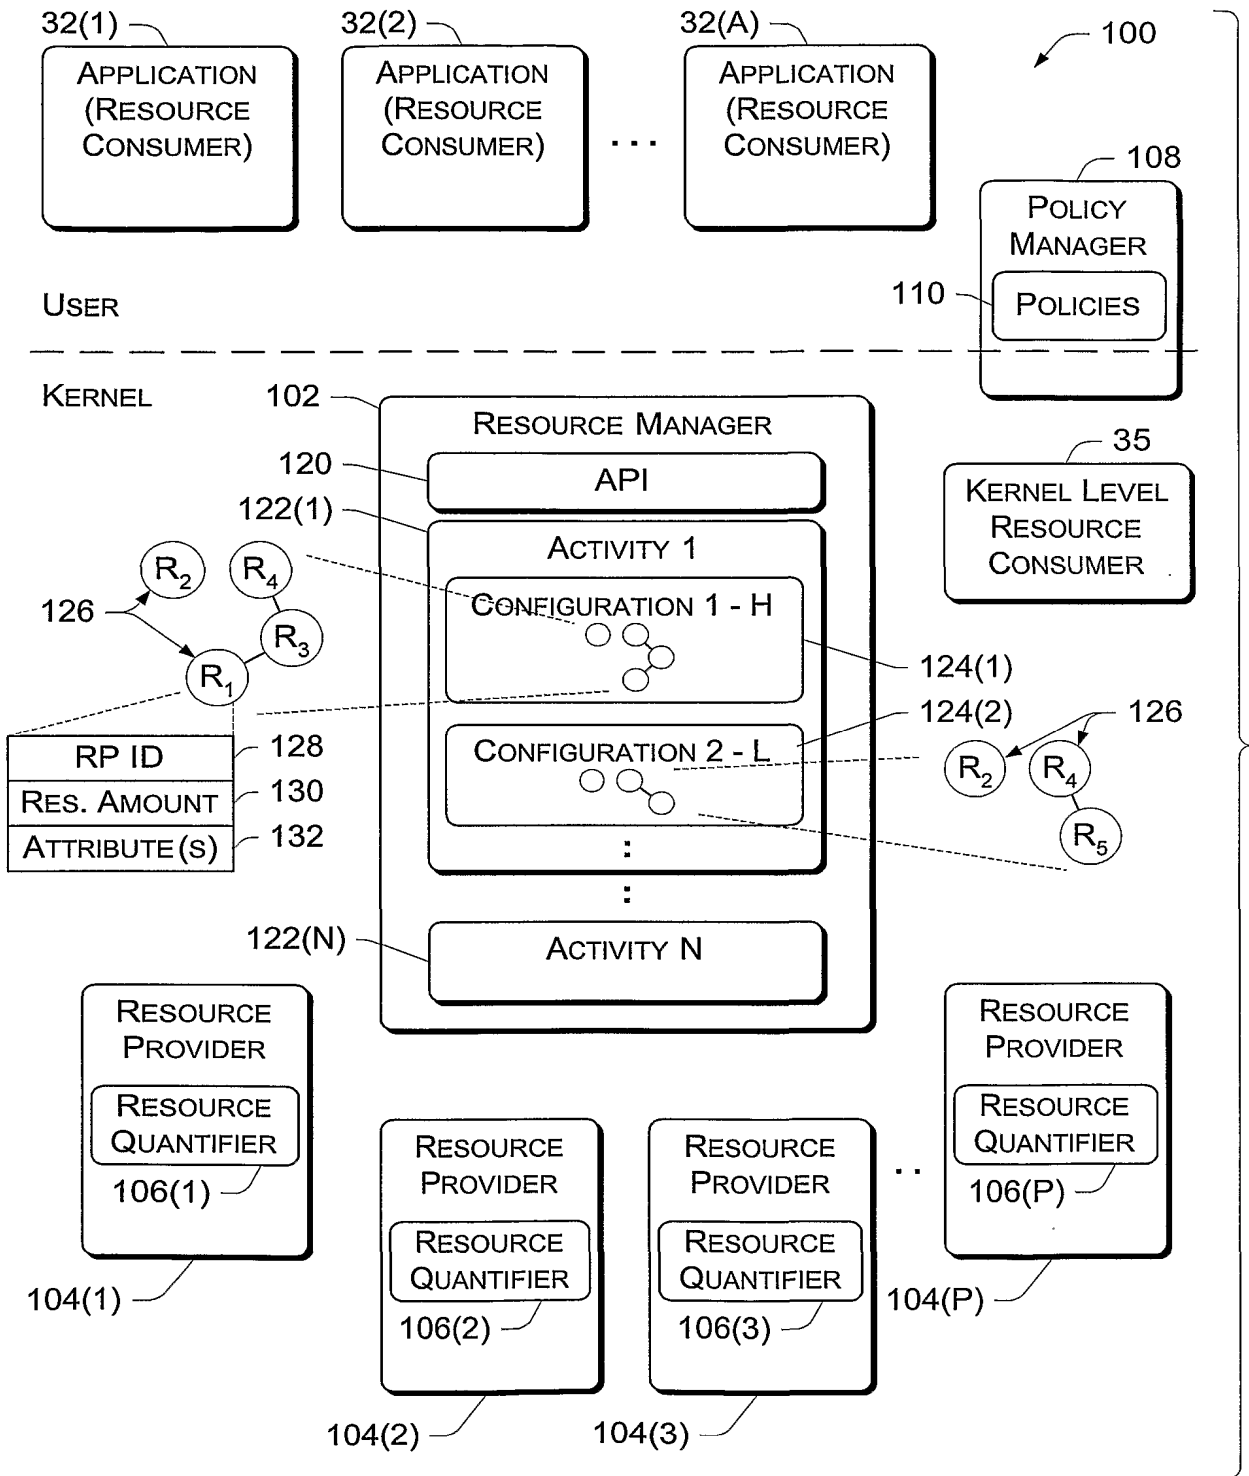 32(1)
32(2)
32(A)
100
APPLICATION
(RESOURCE
CONSUMER)
APPLICATION
(RESOURCE
CONSUMER)
. . .
APPLICATION
(RESOURCE
CONSUMER)
108
POLICY
MANAGER
110
POLICIES
USER
KERNEL
102
RESOURCE MANAGER
120
API
35
KERNEL LEVEL
RESOURCE
CONSUMER
122(1)
ACTIVITY 1
R2
R4
126
R3
R1
CONFIGURATION 1 - H
124(1)
124(2)
126
CONFIGURATION 2 - L
R2
R4
R5
RP ID
128
RES. AMOUNT
130
ATTRIBUTE(S)
132
122(N)
ACTIVITY N
RESOURCE
PROVIDER
RESOURCE
QUANTIFIER
106(1)
104(1)
RESOURCE
PROVIDER
RESOURCE
QUANTIFIER
106(2)
104(2)
RESOURCE
PROVIDER
RESOURCE
QUANTIFIER
106(3)
104(3)
. .
RESOURCE
PROVIDER
RESOURCE
QUANTIFIER
106(P)
104(P)